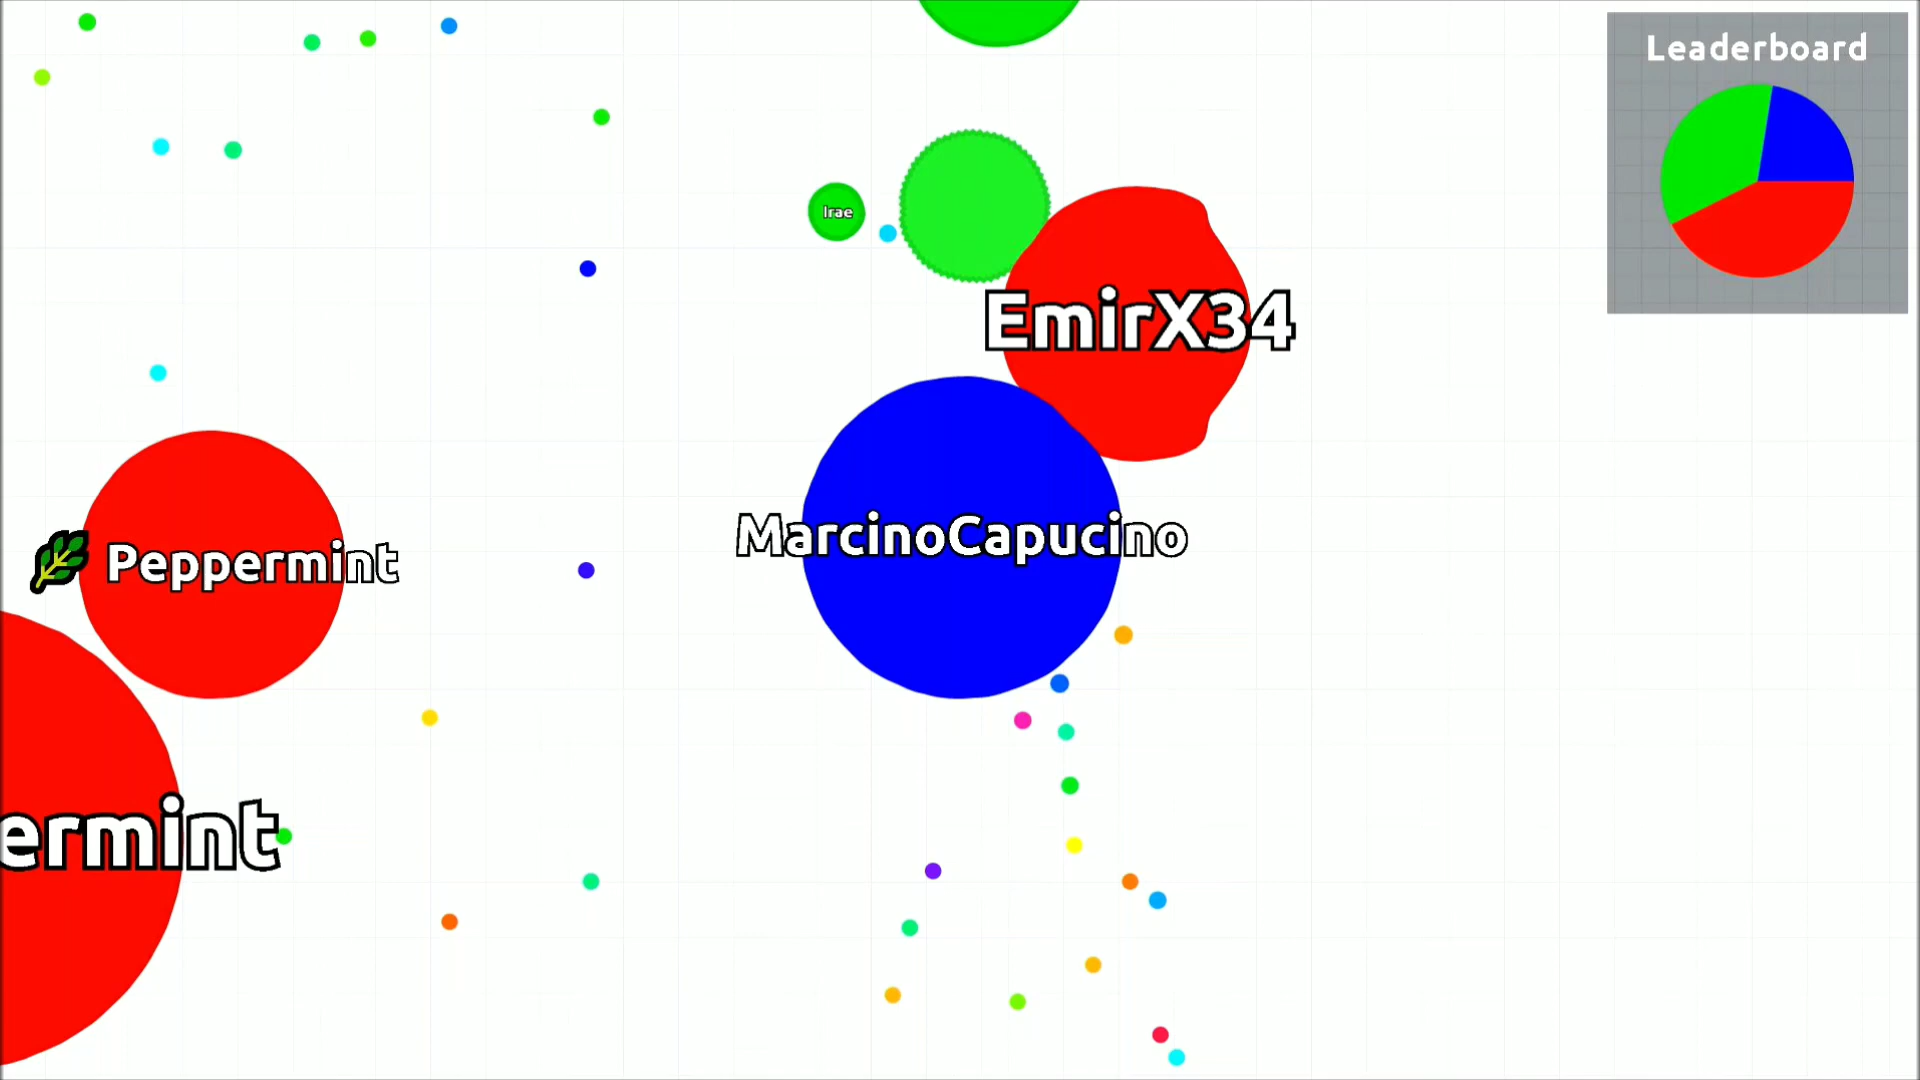 Leaderboard
Irae
EmirX34
MarcinoCapucino
Peppermint
ermint